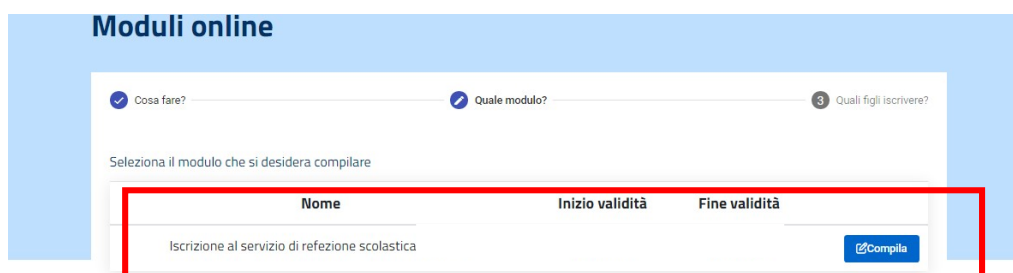 Moduli online
Cosa fare? Quale modulo? 3 Quali figli iscrivere?
Seleziona il modulo che si desidera compilare
Nome Inizio validità Fine validità
Iscrizione al servizio di refezione scolastica Compila